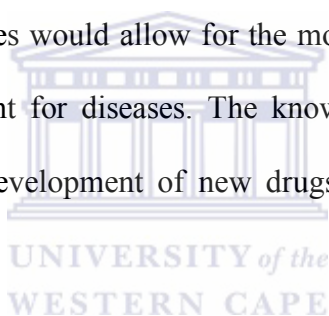 es would allow for the mo
nt for diseases. The know
evelopment of new drugs
UNIVERSITY of the
WESTERN CAPE